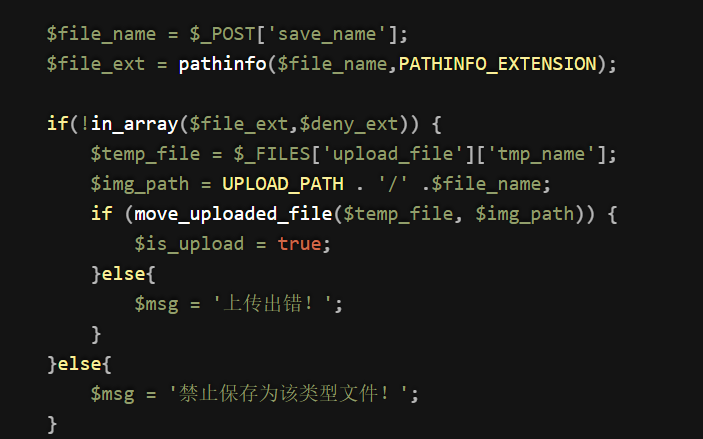 $file_name = $_POST['save_name'];
$file_ext = pathinfo($file_name,PATHINFO_EXTENSION);
if(!in_array($file_ext,$deny_ext)) {
$temp_file = $_FILES['upload_file']['tmp_name'];
$img_path = UPLOAD_PATH . '/' .$file_name;
if (move_uploaded_file($temp_file, $img_path)) {
$is_upload = true;
}else{
$msg = '上传出错！';
}
}else{
$msg = '禁止保存为该类型文件！';
}